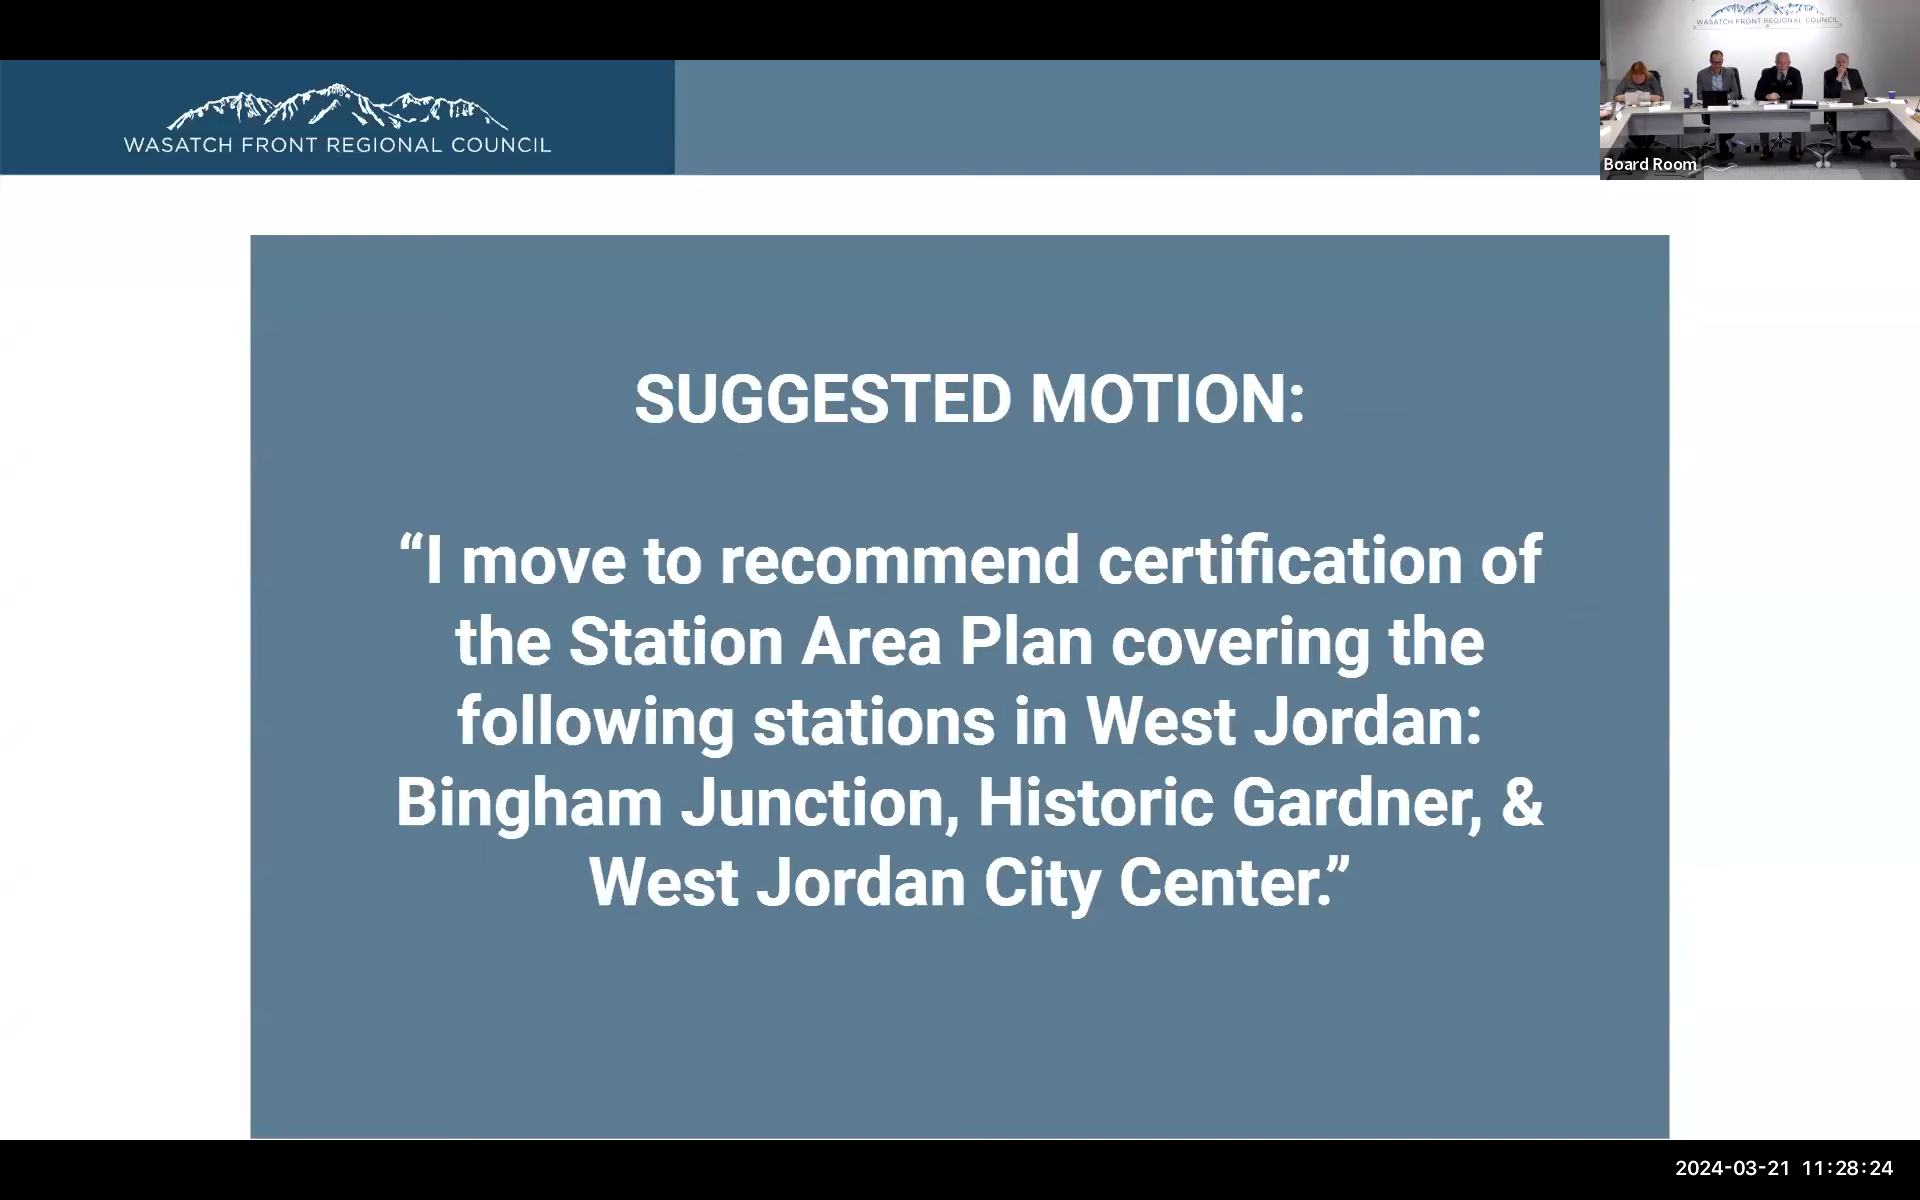 WASATCH FRONT REGIONAL COUNCIL
WASATCH FRONT REGIONAL COUNCIL
Board Room
SUGGESTED MOTION:
“I move to recommend certification of
the Station Area Plan covering the
following stations in West Jordan:
Bingham Junction, Historic Gardner, &
West Jordan City Center.”
2024-03-21 11:28:24